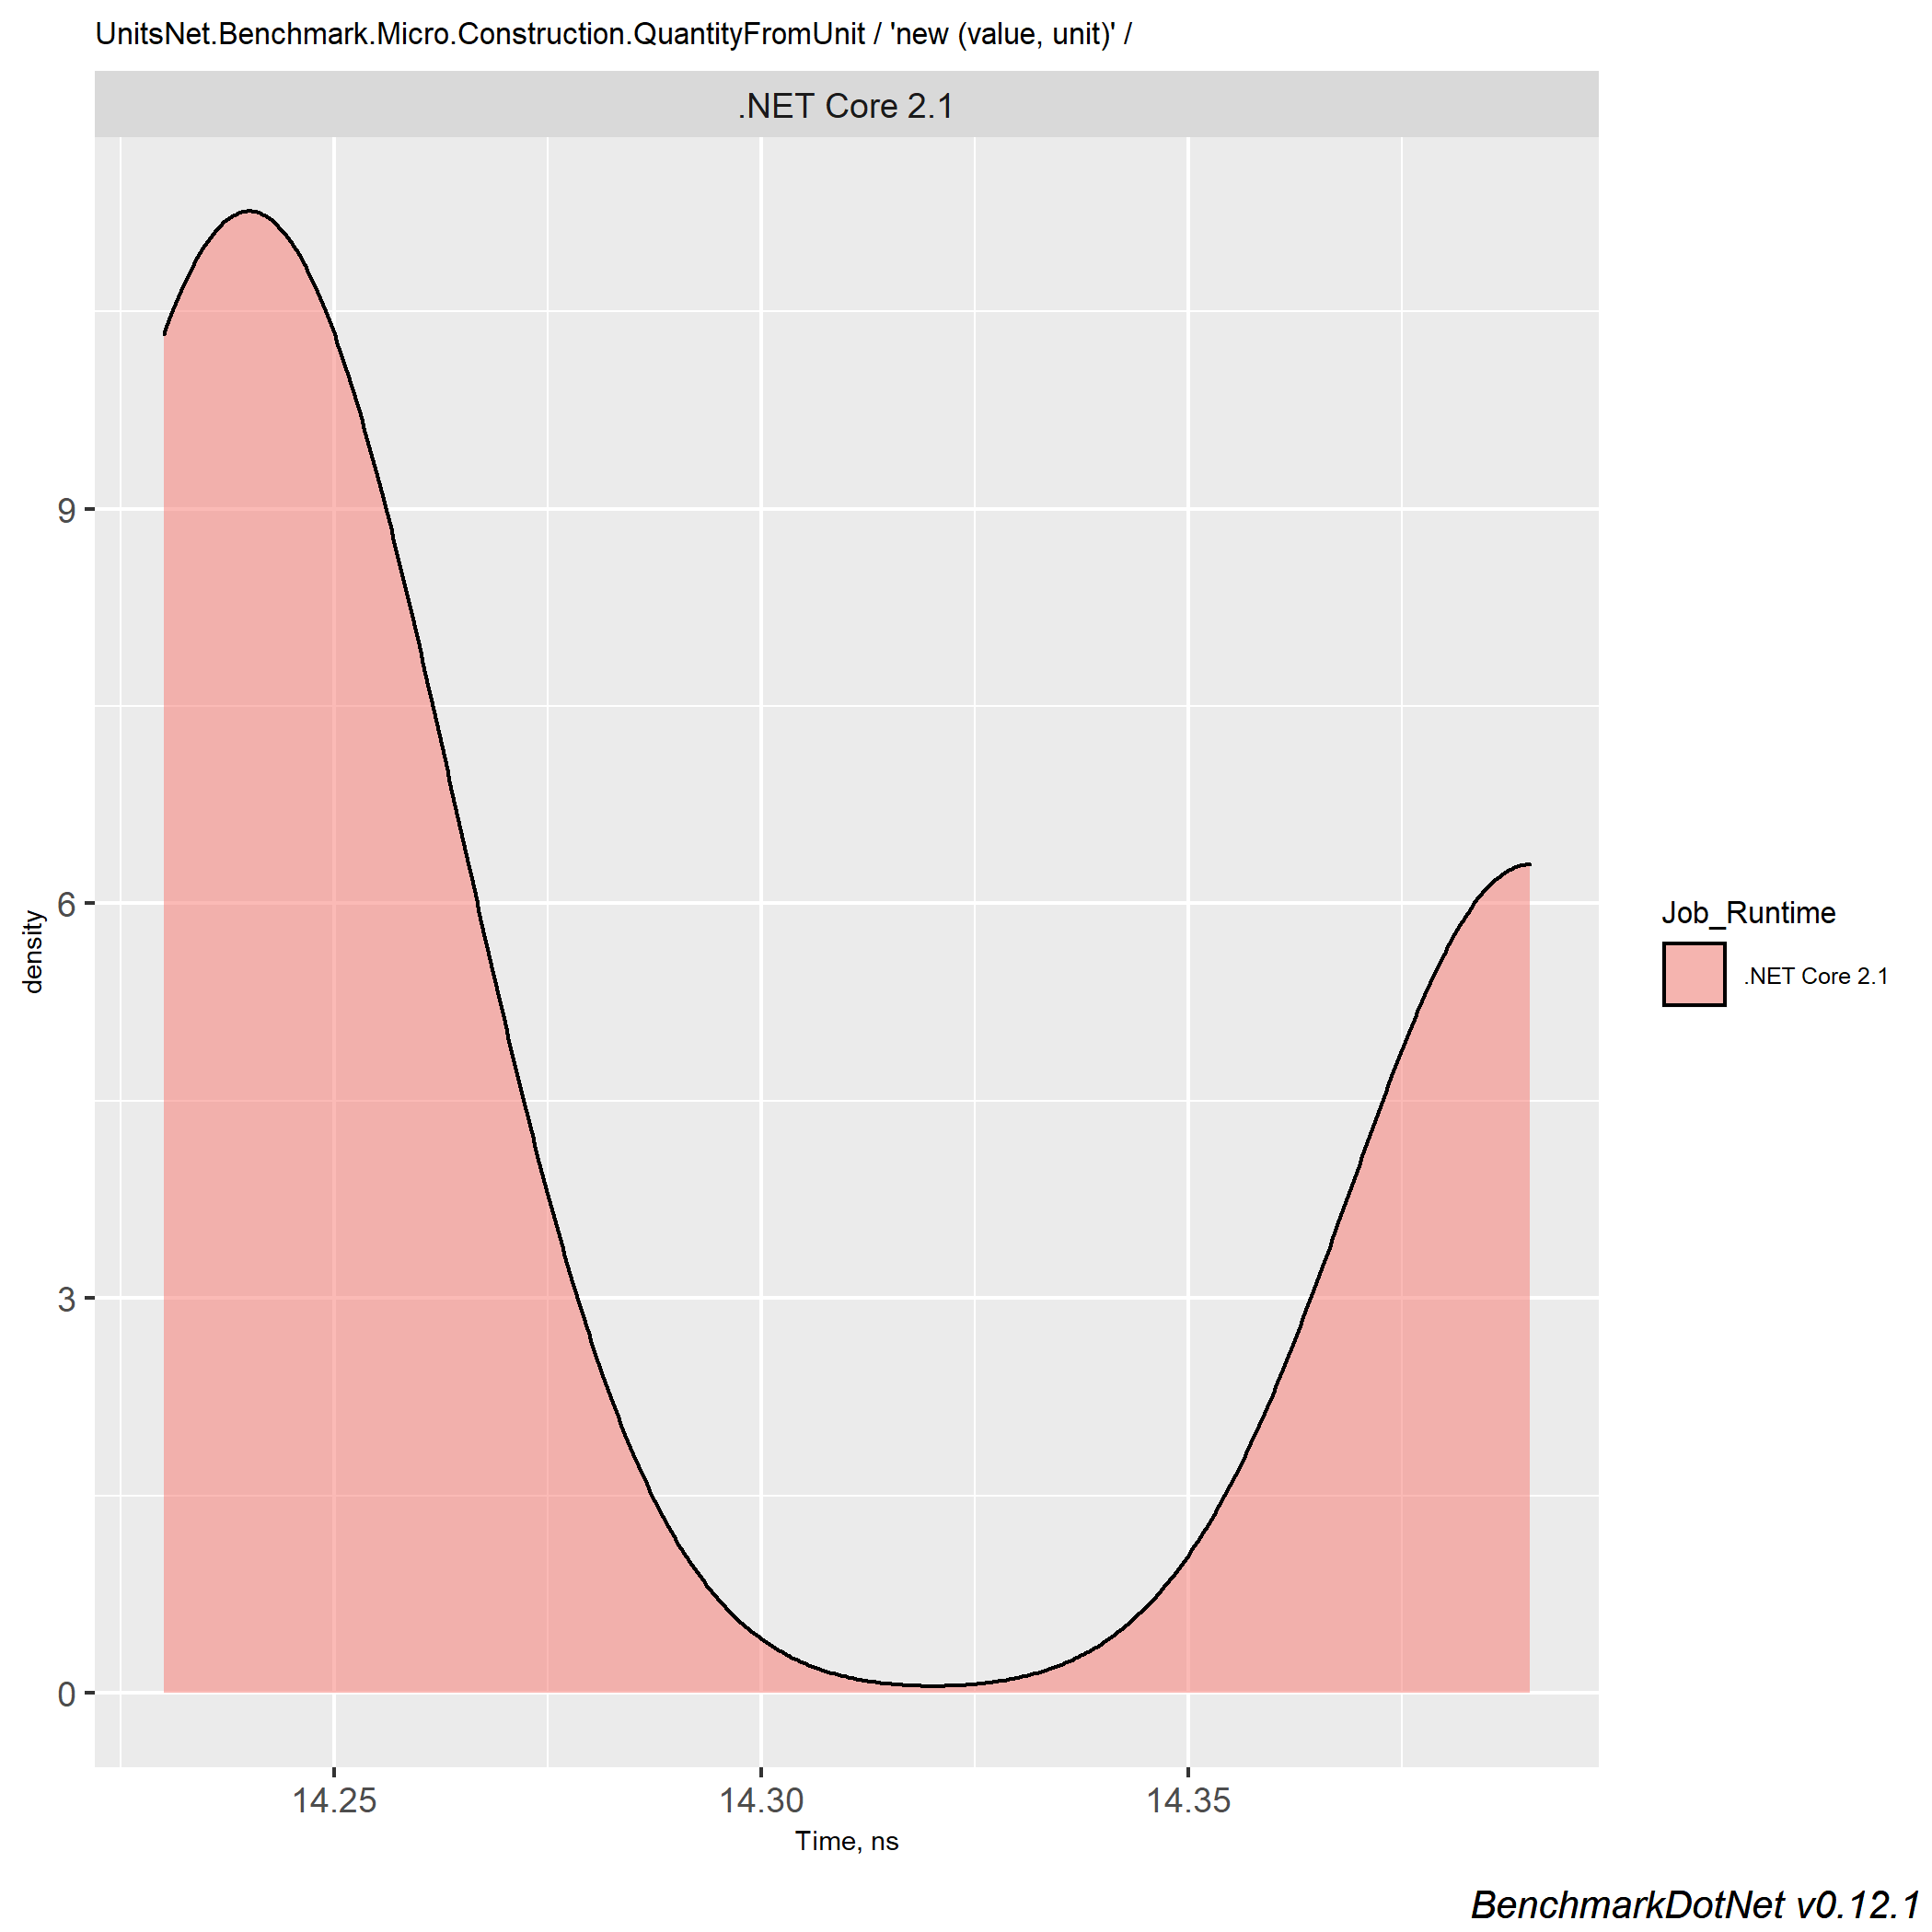 UnitsNet.Benchmark.Micro.Construction.QuantityFromUnit / 'new (value, unit)' /
.NET Core 2.1
9
6
3
0
density
14.25 14.30 14.35
Time, ns
Job_Runtime
.NET Core 2.1
BenchmarkDotNet v0.12.1